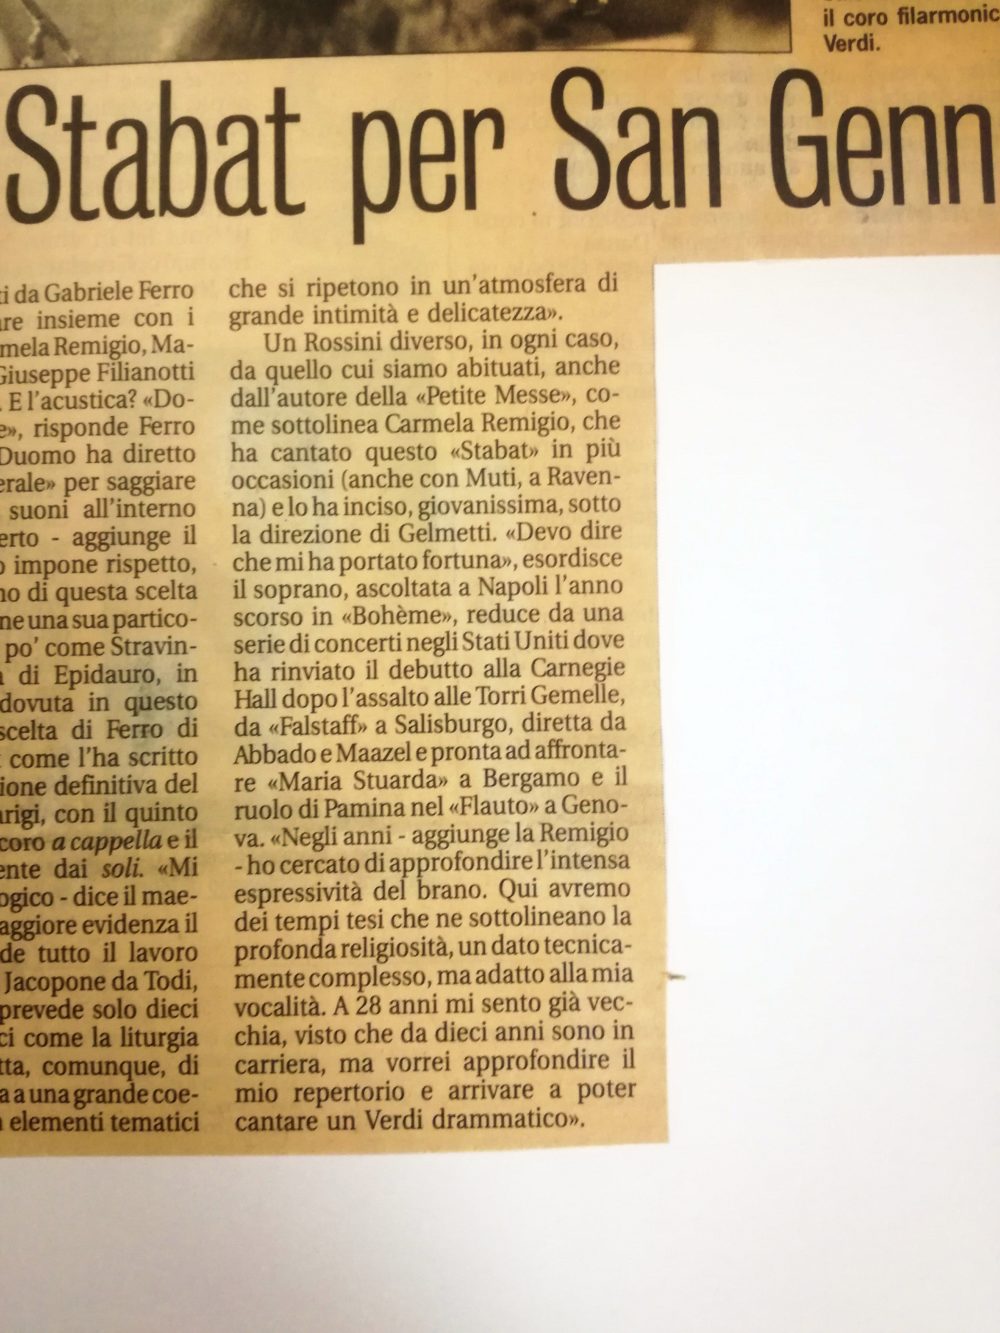 il coro filarmonic
Verdi.
Stabat per San Genn
ti da Gabriele Ferro
are insieme con i
mela Remigio, Ma-
Giuseppe Filianotti
. E l'acustica? «Do-
e», risponde Ferro
Duomo ha diretto
erale» per saggiare
suoni all'interno
erto - aggiunge il
o impone rispetto,
no di questa scelta
ne una sua partico-
po' come Stravin-
a di Epidauro, in
dovuta in questo
scelta di Ferro di
come l'ha scritto
zione definitiva del
arigi, con il quinto
coro a cappella e il
ente dai soli. «Mi
ogico - dice il mae-
aggiore evidenza il
de tutto il lavoro
Jacopone da Todi,
prevede solo dieci
ci come la liturgia
tta, comunque, di
a a una grande coe-
elementi tematici
che si ripetono in un'atmosfera di
grande intimità e delicatezza».
Un Rossini diverso, in ogni caso,
da quello cui siamo abituati, anche
dall'autore della «Petite Messe», co-
me sottolinea Carmela Remigio, che
ha cantato questo «Stabat» in più
occasioni (anche con Muti, a Raven-
na) e lo ha inciso, giovanissima, sotto
la direzione di Gelmetti. «Devo dire
che mi ha portato fortuna», esordisce
il soprano, ascoltata a Napoli l'anno
scorso in «Bohème», reduce da una
serie di concerti negli Stati Uniti dove
ha rinviato il debutto alla Carnegie
Hall dopo l'assalto alle Torri Gemelle,
da «Falstaff» a Salisburgo, diretta da
Abbado e Maazel e pronta ad affronta-
re «Maria Stuarda» a Bergamo e il
ruolo di Pamina nel «Flauto» a Geno-
va. «Negli anni - aggiunge la Remigio
- ho cercato di approfondire l'intensa
espressività del brano. Qui avremo
dei tempi tesi che ne sottolineano la
profonda religiosità, un dato tecnica-
mente complesso, ma adatto alla mia
vocalità. A 28 anni mi sento già vec-
chia, visto che da dieci anni sono in
carriera, ma vorrei approfondire il
mio repertorio e arrivare a poter
cantare un Verdi drammatico».